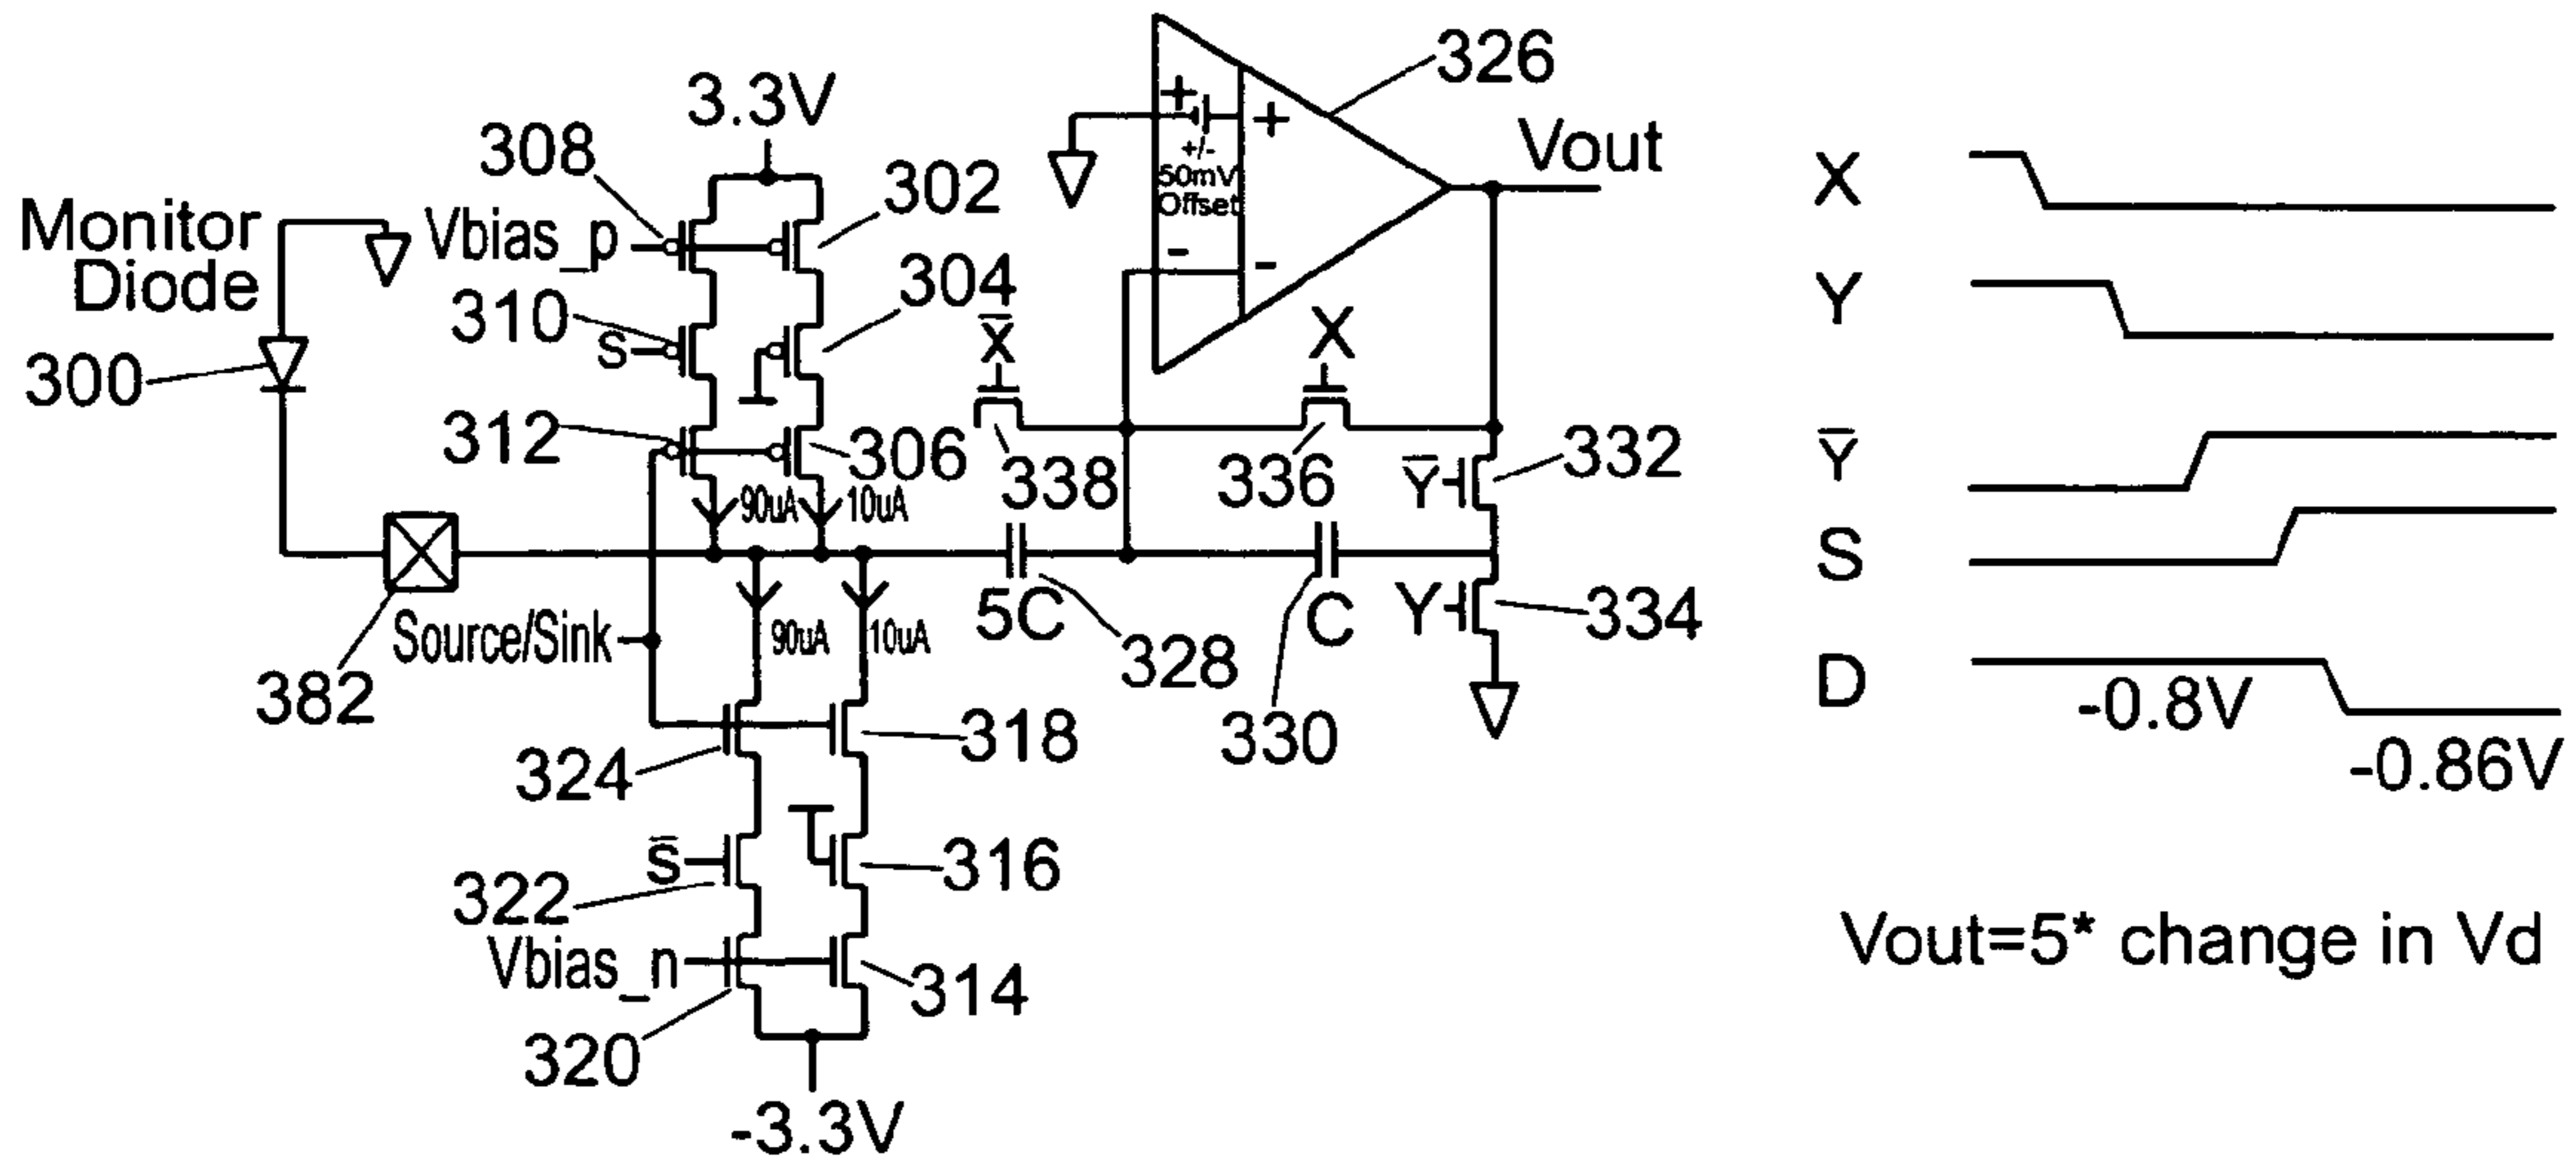 326
3.3V
Vout
308
302
X
Monitor
Diode
Vbias_p
+ +
+/-
50mV
Offset
- -
304
310
S
X̅
X
Y
300
312
306
338
336
Y̅
332
Y̅
90uA
10uA
5C
C
Y
334
S
Source/Sink
90uA
10uA
328
382
330
D
-0.8V
318
-0.86V
324
S̅
316
322
Vout=5* change in Vd
Vbias_n
314
320
-3.3V